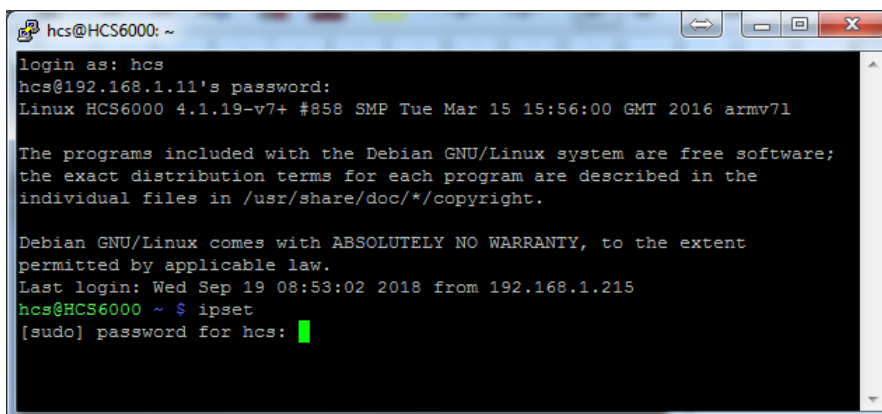 hcs@HCS6000: ~
login as: hcs
hcs@192.168.1.11's password:
Linux HCS6000 4.1.19-v7+ #858 SMP Tue Mar 15 15:56:00 GMT 2016 armv7l

The programs included with the Debian GNU/Linux system are free software;
the exact distribution terms for each program are described in the
individual files in /usr/share/doc/*/copyright.

Debian GNU/Linux comes with ABSOLUTELY NO WARRANTY, to the extent
permitted by applicable law.
Last login: Wed Sep 19 08:53:02 2018 from 192.168.1.215
hcs@HCS6000 ~ $ ipset
[sudo] password for hcs: